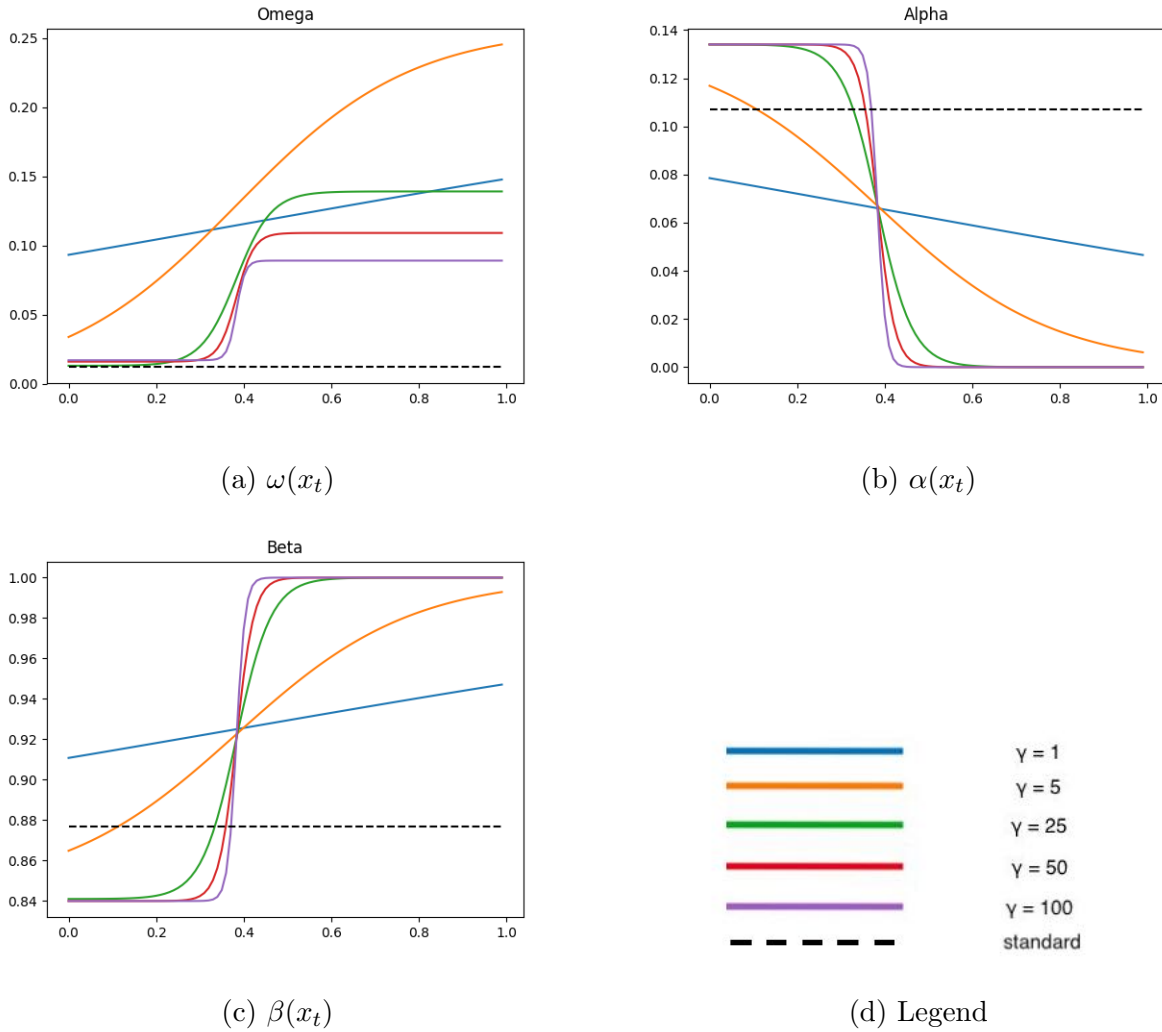 Omega
0.25
0.20
0.15
0.10
0.05
0.00
0.0 0.2 0.4 0.6 0.8 1.0
(a) ω(x_t)
Alpha
0.14
0.12
0.10
0.08
0.06
0.04
0.02
0.00
0.0 0.2 0.4 0.6 0.8 1.0
(b) α(x_t)
Beta
1.00
0.98
0.96
0.94
0.92
0.90
0.88
0.86
0.84
0.0 0.2 0.4 0.6 0.8 1.0
(c) β(x_t)
γ = 1
γ = 5
γ = 25
γ = 50
γ = 100
standard
(d) Legend